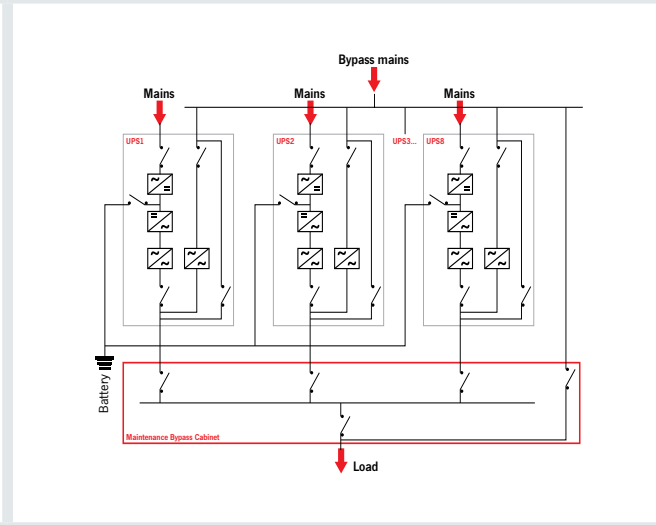 Bypass mains
Mains
Mains
Mains
UPS1
UPS2
UPS3...
UPS8
Battery
Maintenance Bypass Cabinet
Load